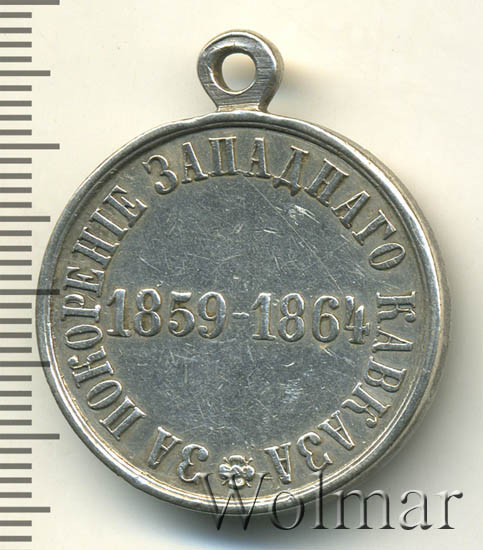 ЗА ПОКОРЕНІЕ ЗАПАДНАГО КАВКАЗА
1859-1864
Wolmar